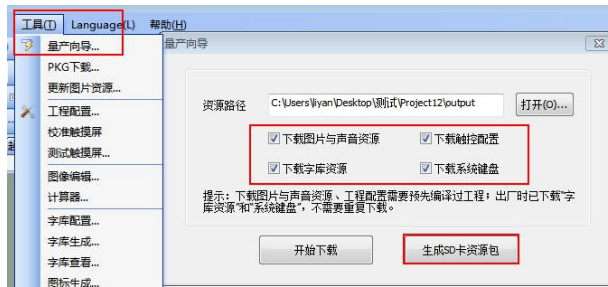 工具(T) Language(L) 帮助(H)
量产向导...
PKG下载...
更新图片资源...
工程配置...
校准触摸屏
测试触摸屏...
图像编辑...
计算器...
字库配置...
字库生成...
字库查看...
图标生成...
量产向导
资源路径 C:\Users\liyan\Desktop\测试\Project12\output 打开(O)...
下载图片与声音资源 下载触控配置
下载字库资源 下载系统键盘
提示：下载图片与声音资源、工程配置需要预先编译过工程；出厂时已下载“字
库资源”和“系统键盘”，不需要重复下载。
开始下载 生成SD卡资源包